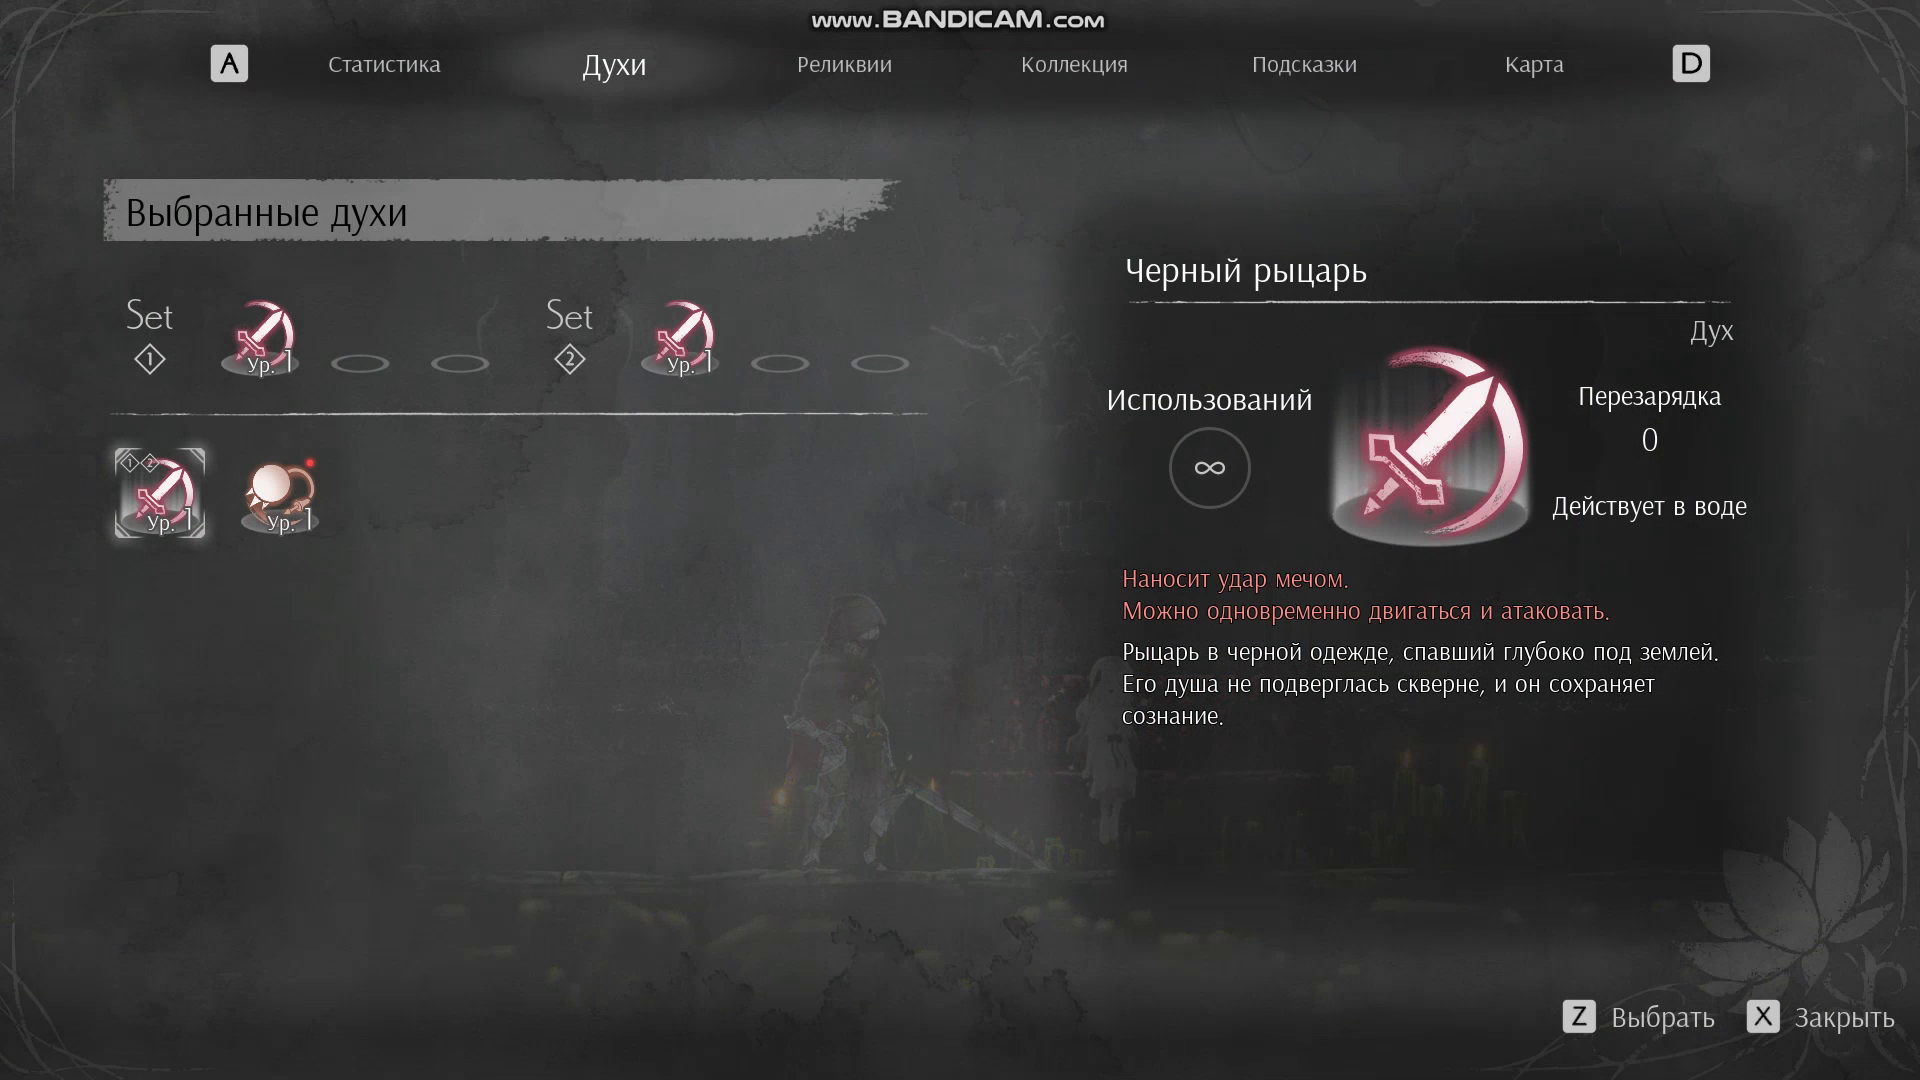 www.BANDICAM.com
A
Статистика
Духи
Реликвии
Коллекция
Подсказки
Карта
D
Выбранные духи
Set
1
Ур. 1
Set
2
Ур. 1
1 2
Ур. 1
Ур. 1
Черный рыцарь
Дух
Использований
∞
Перезарядка
0
Действует в воде
Наносит удар мечом.
Можно одновременно двигаться и атаковать.
Рыцарь в черной одежде, спавший глубоко под землей.
Его душа не подверглась скверне, и он сохраняет
сознание.
Z Выбрать
X Закрыть